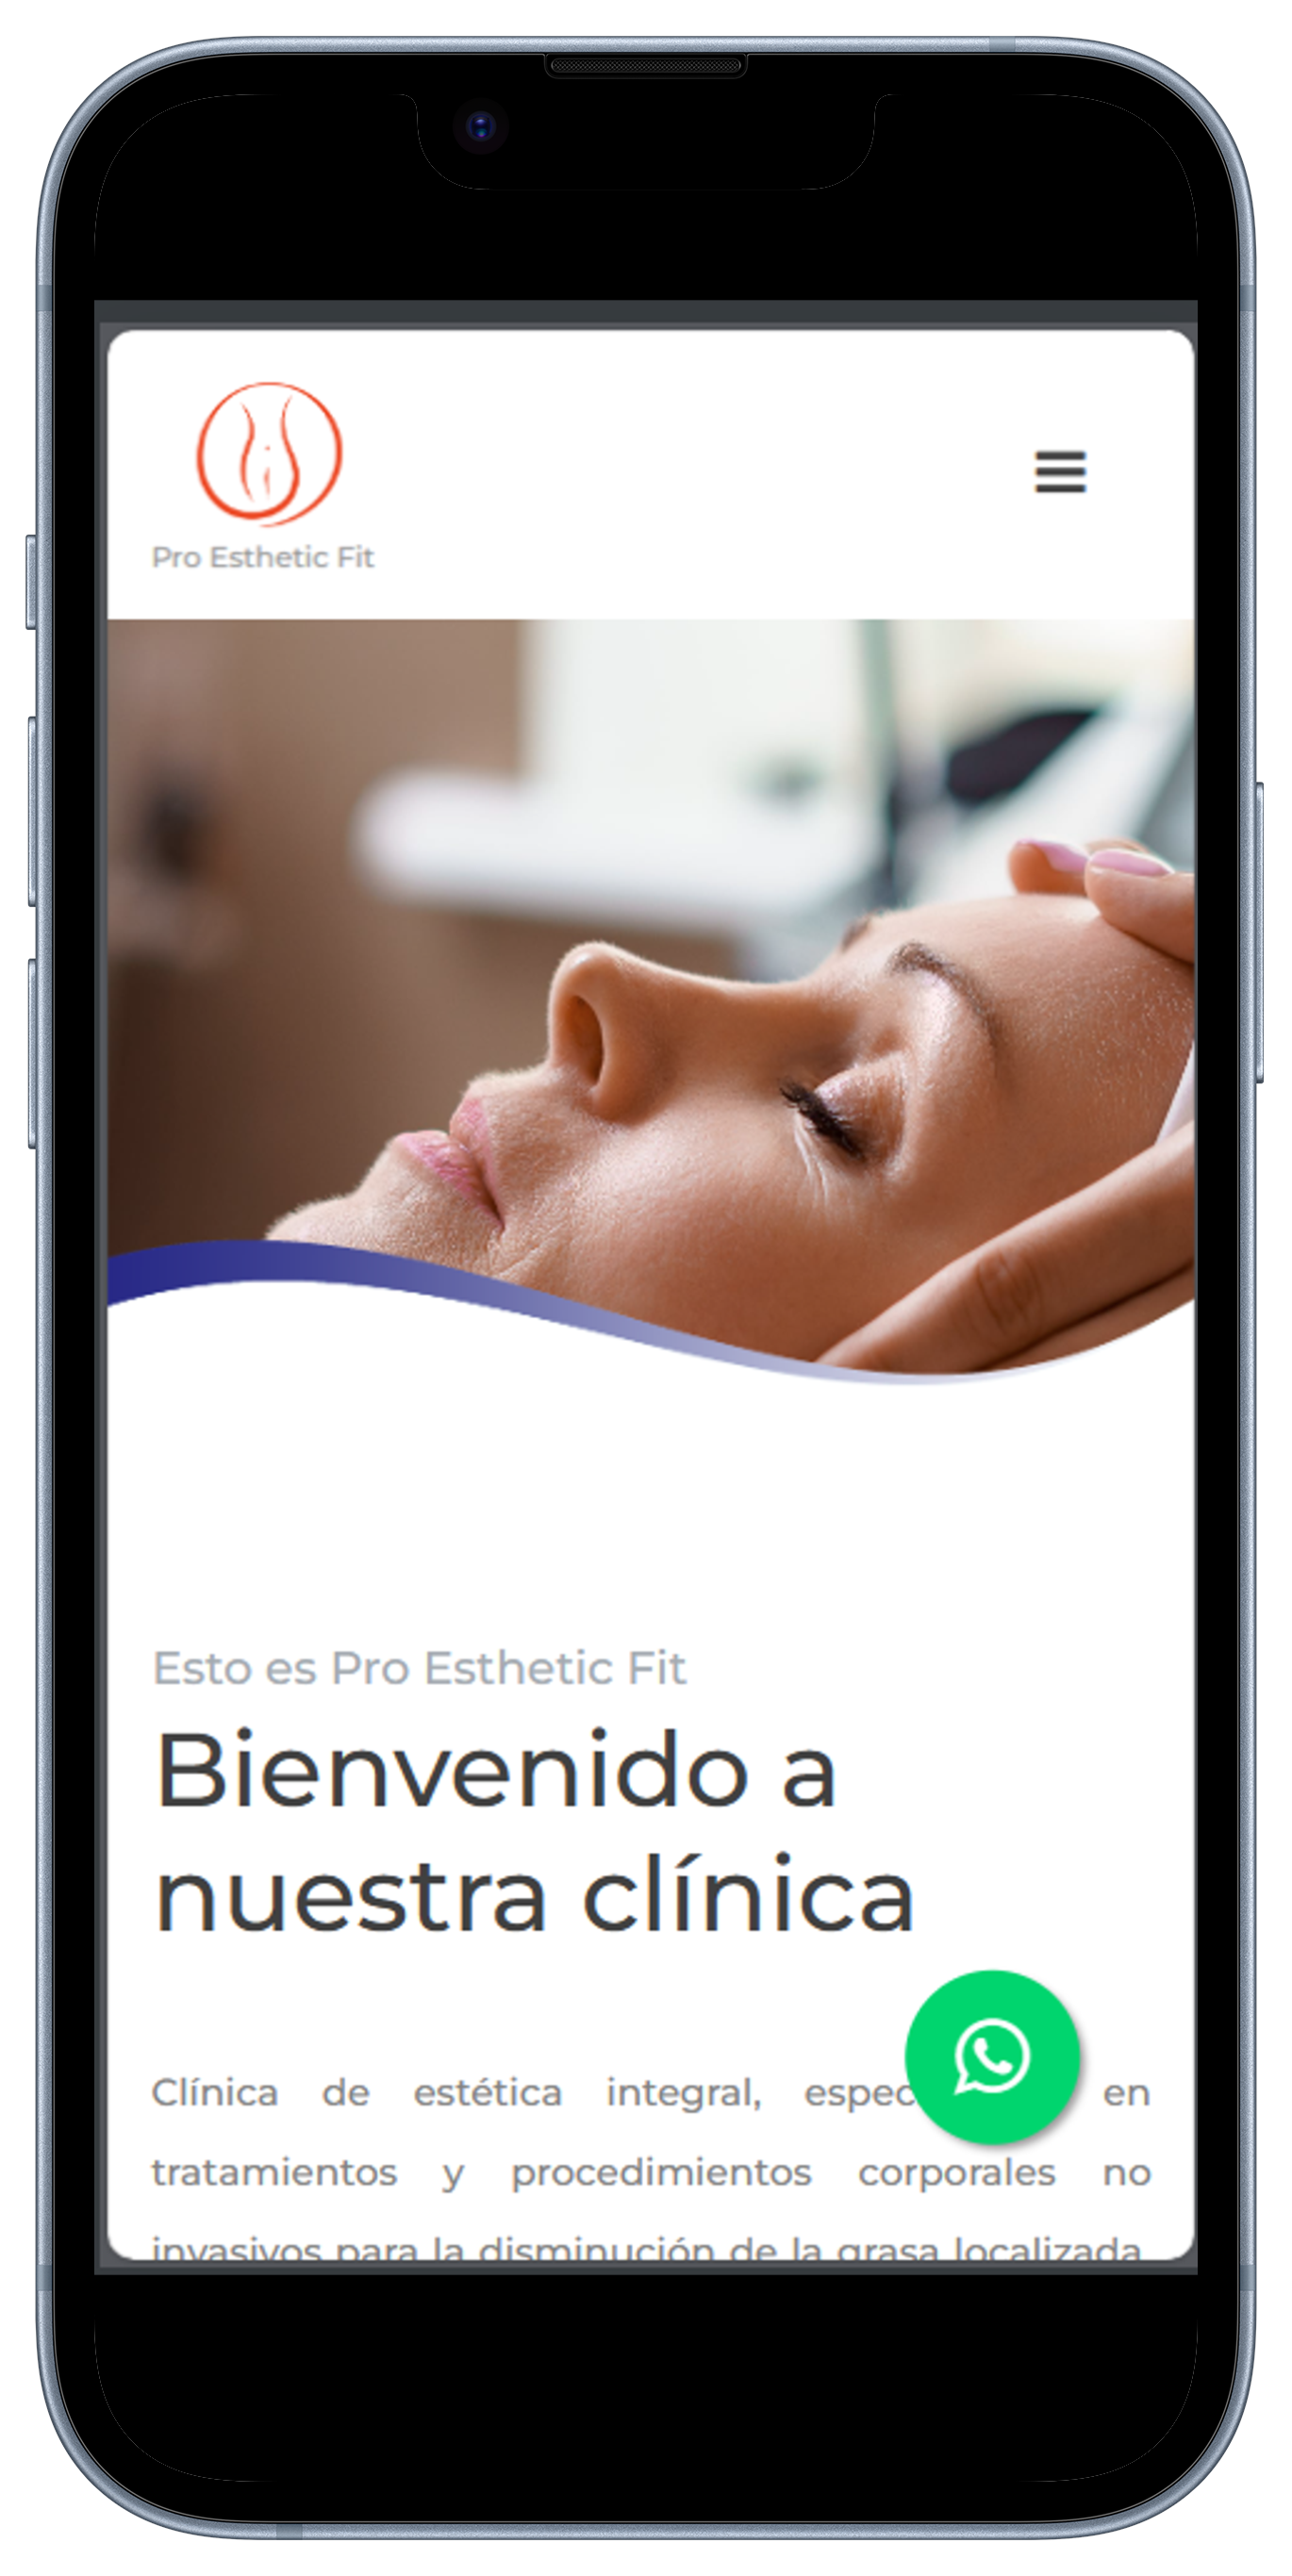 Pro Esthetic Fit
Esto es Pro Esthetic Fit
Bienvenido a
nuestra clínica
Clínica de estética integral, espec en
tratamientos y procedimientos corporales no
invasivos para la disminución de la grasa localizada,